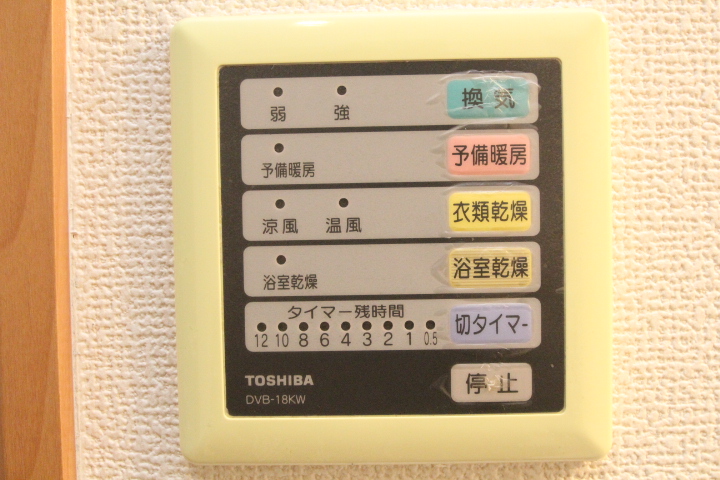 弱 強 換気
予備暖房 予備暖房
涼風 温風 衣類乾燥
浴室乾燥 浴室乾燥
タイマー残時間
12 10 8 6 4 3 2 1 0.5 切タイマー
TOSHIBA 停止
DVB-18KW